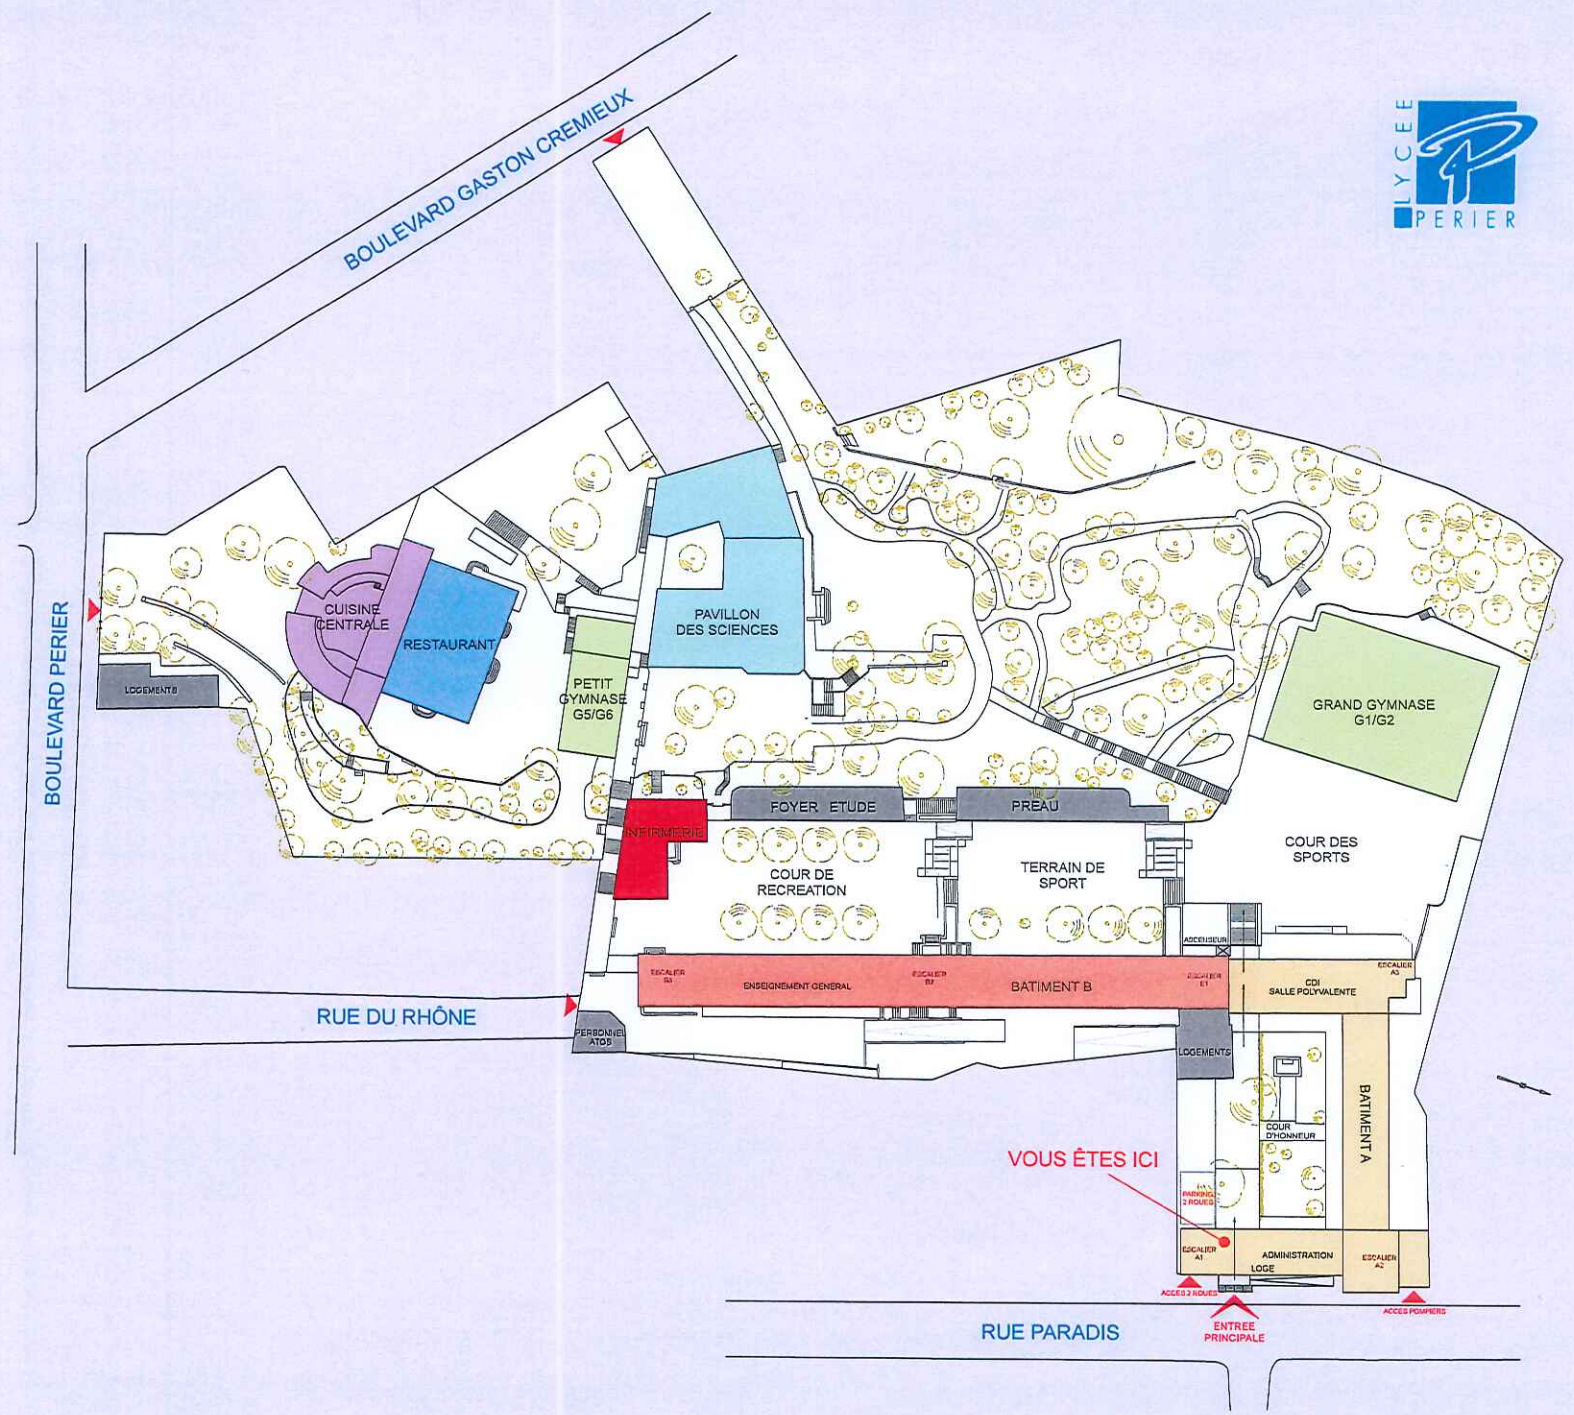 BOULEVARD GASTON CREMIEUX
LYCEE
PERIER
BOULEVARD PERIER
CUISINE
CENTRALE
RESTAURANT
LOGEMENTS
PETIT
GYMNASE
G5/G6
PAVILLON
DES SCIENCES
GRAND GYMNASE
G1/G2
INFIRMERIE
FOYER ETUDE
PREAU
COUR DE
RECREATION
TERRAIN DE
SPORT
COUR DES
SPORTS
ASCENSEUR
ESCALIER
B3
ENSEIGNEMENT GENERAL
ESCALIER
B2
BATIMENT B
ESCALIER
CDI
SALLE POLYVALENTE
ESCALIER
A3
RUE DU RHÔNE
PERSONNEL
ATOS
LOGEMENTS
COUR
D'HONNEUR
BATIMENT A
VOUS ÊTES ICI
PARKING
2 ROUES
ESCALIER
A1
ADMINISTRATION
LOGE
ESCALIER
A2
ACCES 2 ROUES
ENTREE
PRINCIPALE
ACCES POMPIERS
RUE PARADIS